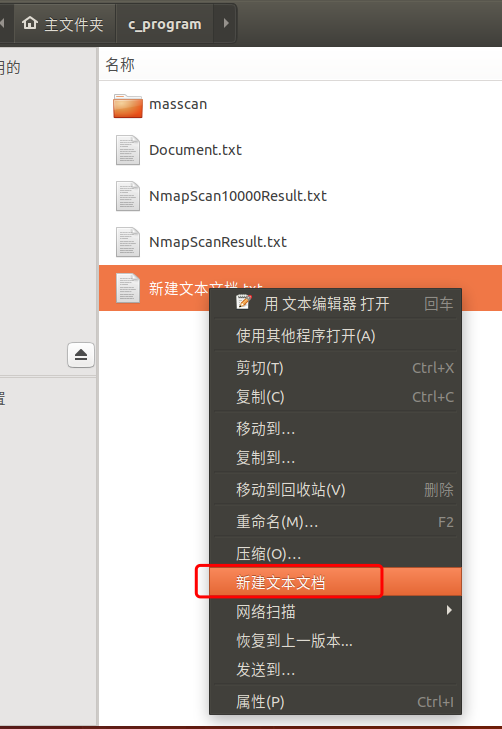 主文件夹 c_program
用的
名称
masscan
Document.txt
NmapScan10000Result.txt
NmapScanResult.txt
新建文本文档.txt
用 文本编辑器 打开 回车
使用其他程序打开(A)
剪切(T) Ctrl+X
置
复制(C) Ctrl+C
移动到...
复制到...
移动到回收站(V) 删除
重命名(M)... F2
压缩(O)...
新建文本文档
网络扫描
恢复到上一版本...
发送到...
属性(P) Ctrl+I